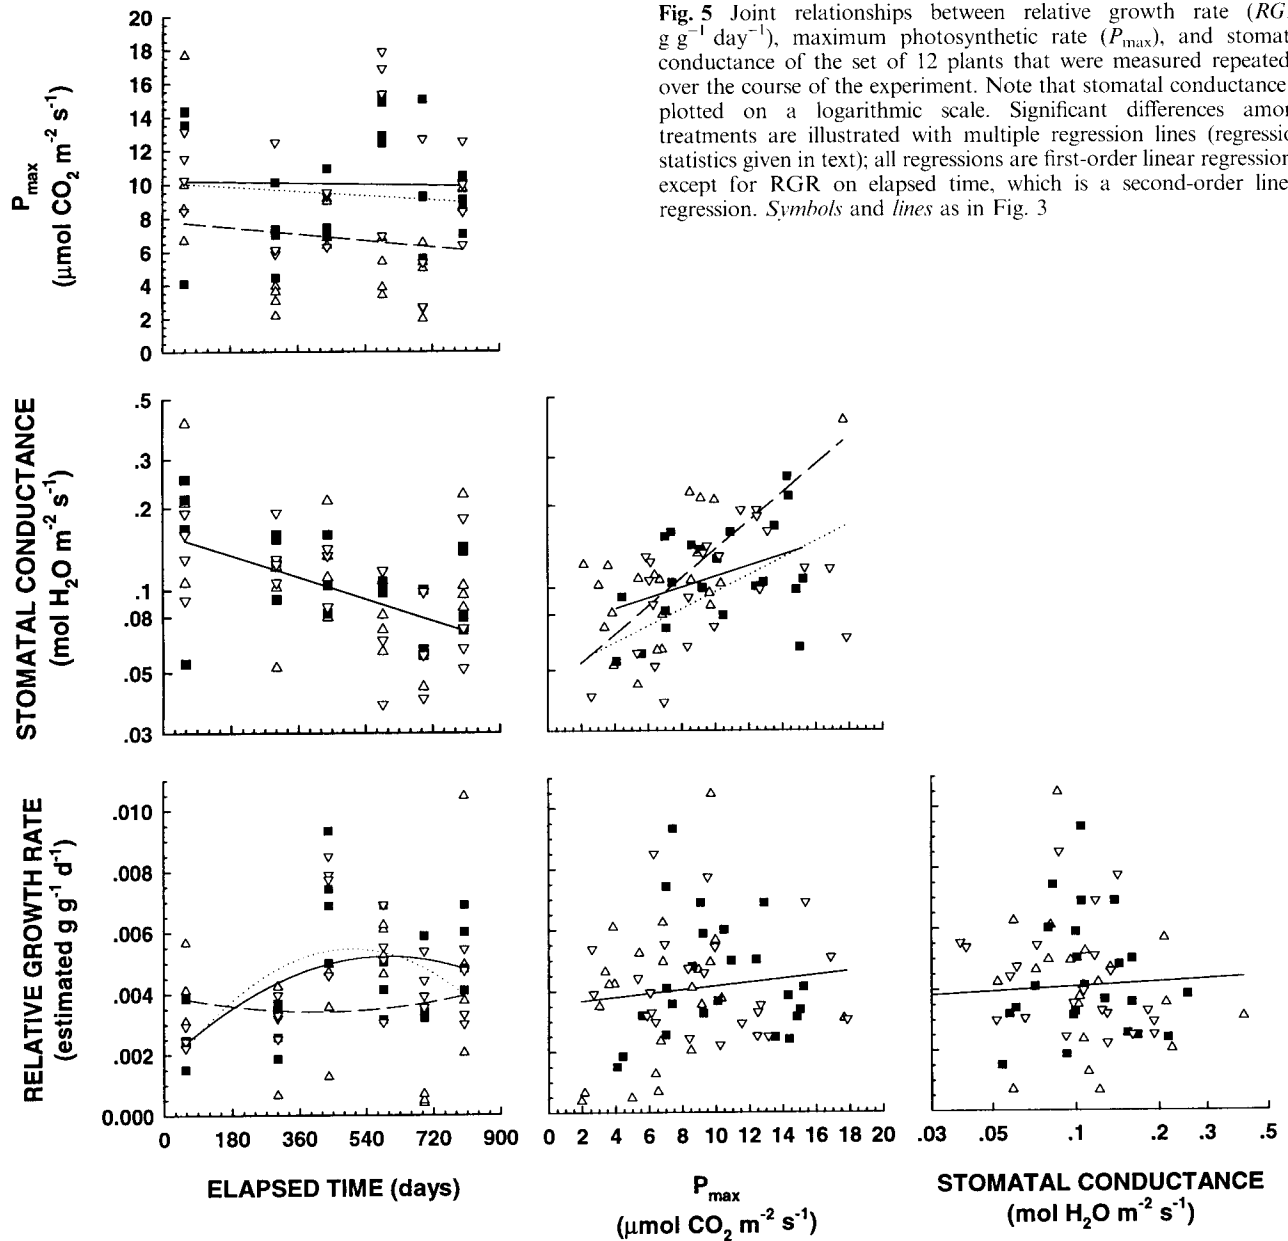 Fig. 5 Joint relationships between relative growth rate (RG
g g⁻¹ day⁻¹), maximum photosynthetic rate (Pmax), and stomat
conductance of the set of 12 plants that were measured repeated
over the course of the experiment. Note that stomatal conductance
plotted on a logarithmic scale. Significant differences amo
treatments are illustrated with multiple regression lines (regressio
statistics given in text); all regressions are first-order linear regression
except for RGR on elapsed time, which is a second-order line
regression. Symbols and lines as in Fig. 3
Pmax
(μmol CO2 m-2 s-1)
20
18
16
14
12
10
8
6
4
2
0
STOMATAL CONDUCTANCE
(mol H2O m-2 s-1)
.5
.3
.2
.1
.08
.05
.03
RELATIVE GROWTH RATE
(estimated g g-1 d-1)
.010
.008
.006
.004
.002
0.000
0 180 360 540 720 900
ELAPSED TIME (days)
0 2 4 6 8 10 12 14 16 18 20
Pmax
(μmol CO2 m-2 s-1)
.03 .05 .1 .2 .3 .5
STOMATAL CONDUCTANCE
(mol H2O m-2 s-1)